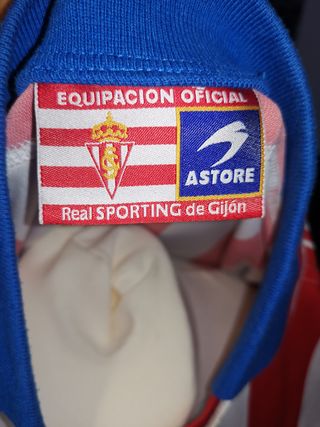 EQUIPACION OFICIAL
ASTORE
Real SPORTING de Gijón